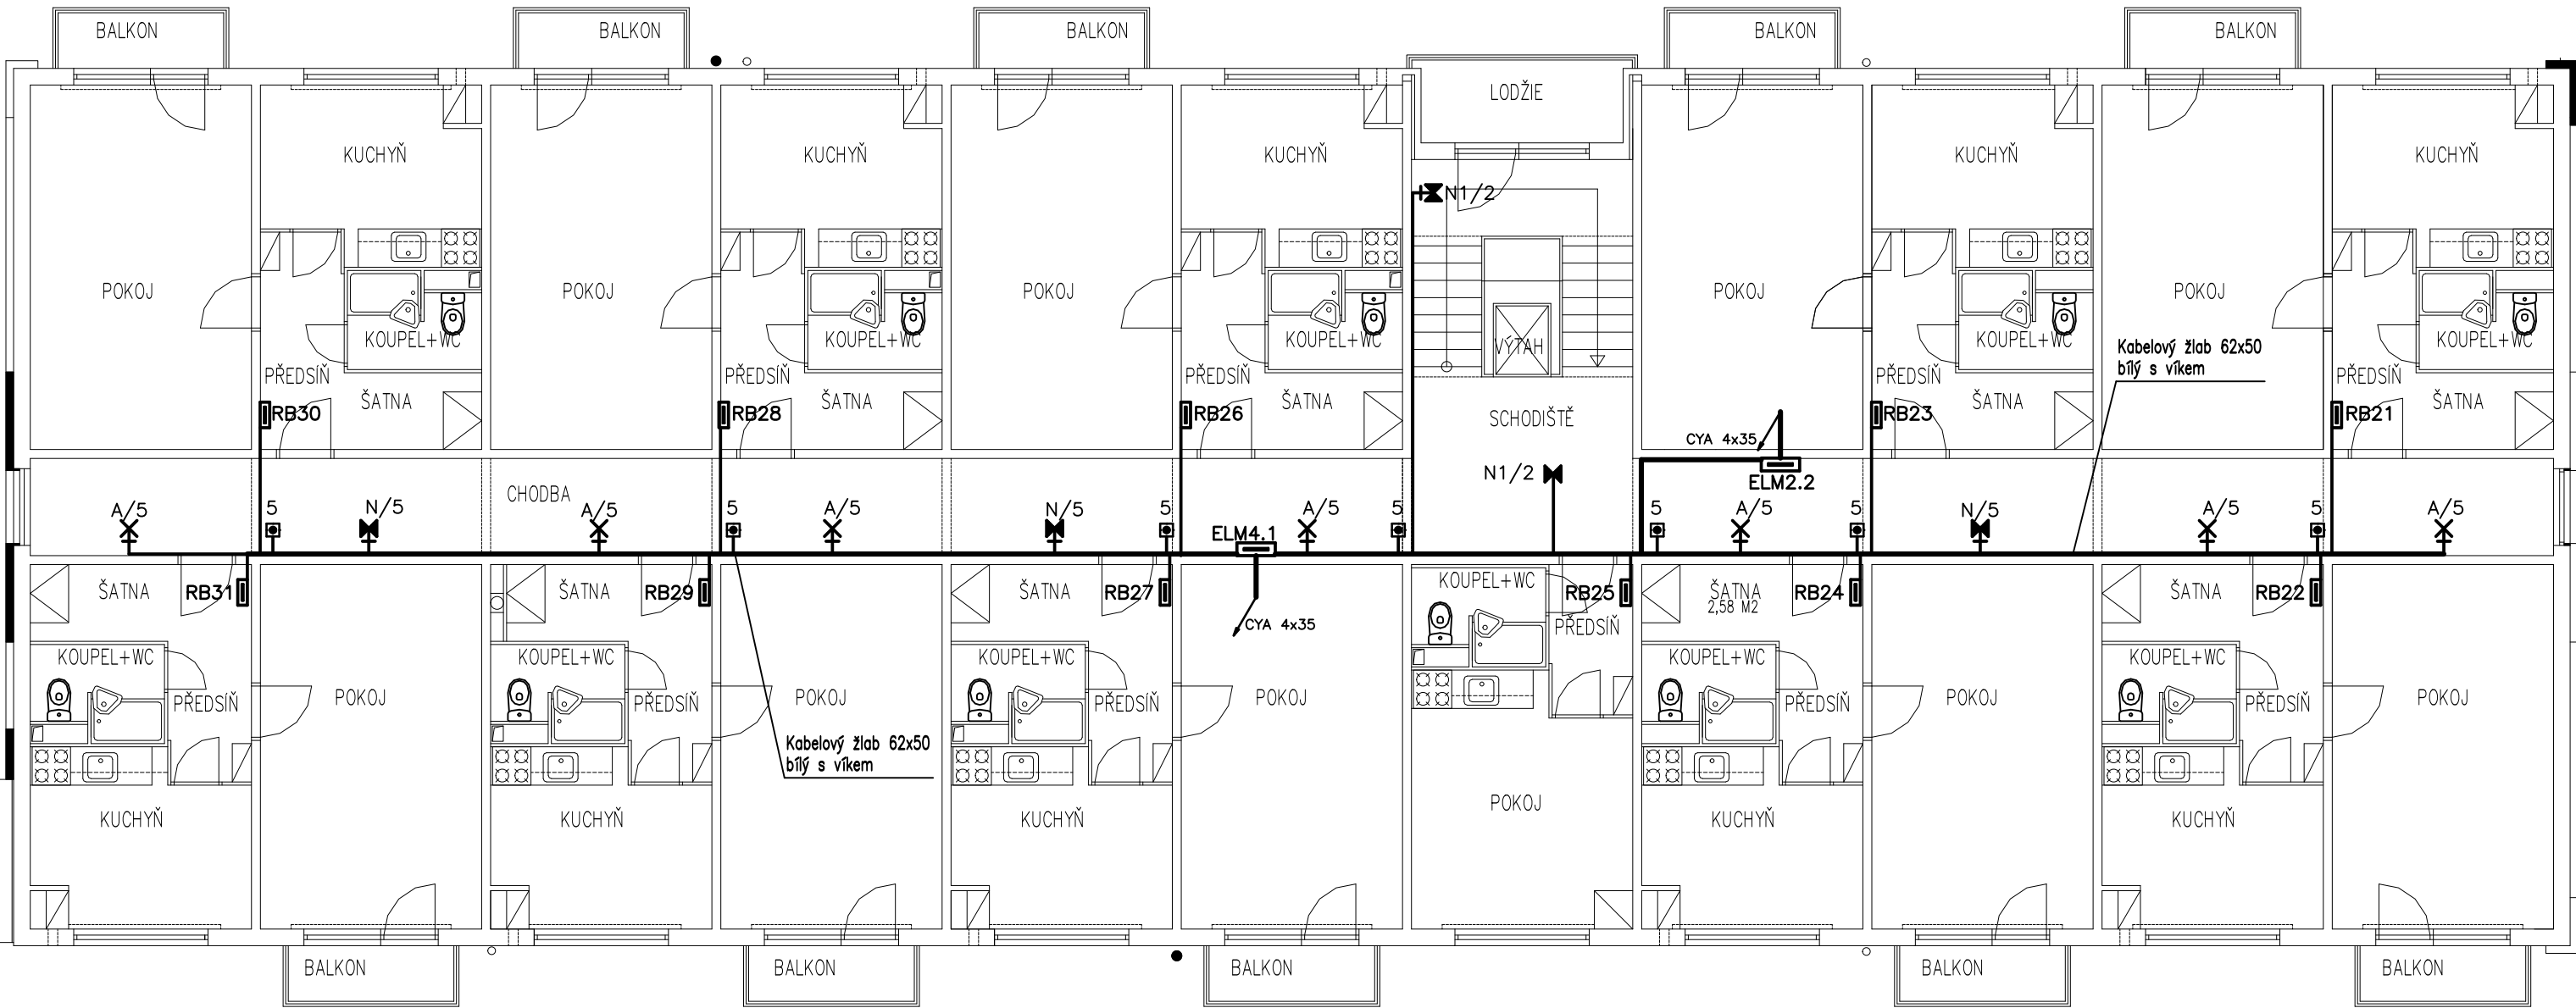 BALKON
BALKON
BALKON
BALKON
BALKON
LODŽIE
KUCHYŇ
KUCHYŇ
KUCHYŇ
KUCHYŇ
KUCHYŇ
N1/2
POKOJ
POKOJ
POKOJ
POKOJ
POKOJ
KOUPEL+WC
KOUPEL+WC
KOUPEL+WC
VÝTAH
KOUPEL+WC
Kabelový žlab 62x50
bílý s víkem
KOUPEL+WC
PŘEDSÍŇ
PŘEDSÍŇ
PŘEDSÍŇ
PŘEDSÍŇ
PŘEDSÍŇ
ŠATNA
ŠATNA
ŠATNA
ŠATNA
ŠATNA
RB30
RB28
RB26
SCHODIŠTĚ
RB23
RB21
CYA 4x35
N1/2
ELM2.2
CHODBA
A/5
5
N/5
A/5
5
A/5
N/5
5
A/5
5
5
A/5
5
N/5
A/5
5
A/5
ELM4.1
ŠATNA
RB31
ŠATNA
RB29
ŠATNA
RB27
KOUPEL+WC
RB25
ŠATNA
2,58 M2
RB24
ŠATNA
RB22
CYA 4x35
PŘEDSÍŇ
KOUPEL+WC
KOUPEL+WC
KOUPEL+WC
KOUPEL+WC
KOUPEL+WC
PŘEDSÍŇ
POKOJ
PŘEDSÍŇ
POKOJ
PŘEDSÍŇ
POKOJ
PŘEDSÍŇ
POKOJ
PŘEDSÍŇ
POKOJ
Kabelový žlab 62x50
bílý s víkem
POKOJ
KUCHYŇ
KUCHYŇ
KUCHYŇ
KUCHYŇ
KUCHYŇ
BALKON
BALKON
BALKON
BALKON
BALKON